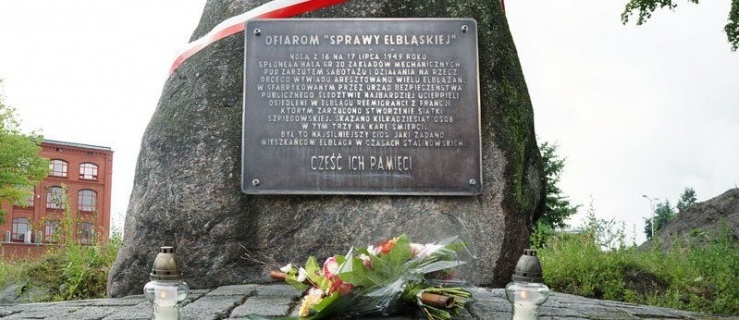 OFIAROM "SPRAWY ELBLĄSKIEJ"
NOCĄ Z 16 NA 17 LIPCA 1949 ROKU
SPŁONĘŁA HALA NR 20 ZAKŁADÓW MECHANICZNYCH
POD ZARZUTEM SABOTAŻU I DZIAŁANIA NA RZECZ
OBCEGO WYWIADU ARESZTOWANO WIELU ELBLĄŻAN.
W SFABRYKOWANYM PRZEZ URZĄD BEZPIECZEŃSTWA
PUBLICZNEGO ŚLEDZTWIE NAJBARDZIEJ UCIERPIELI
OSIEDLENI W ELBLĄGU REEMIGRANCI Z FRANCJI
KTÓRYM ZARZUCONO STWORZENIE SIATKI
SZPIEGOWSKIEJ. SKAZANO KILKADZIESIĄT OSÓB
W TYM TRZY NA KARĘ ŚMIERCI.
BYŁ TO NAJSILNIEJSZY CIOS JAKI ZADANO
MIESZKAŃCOM ELBLĄGA W CZASACH STALINOWSKICH.
CZEŚĆ ICH PAMIĘCI